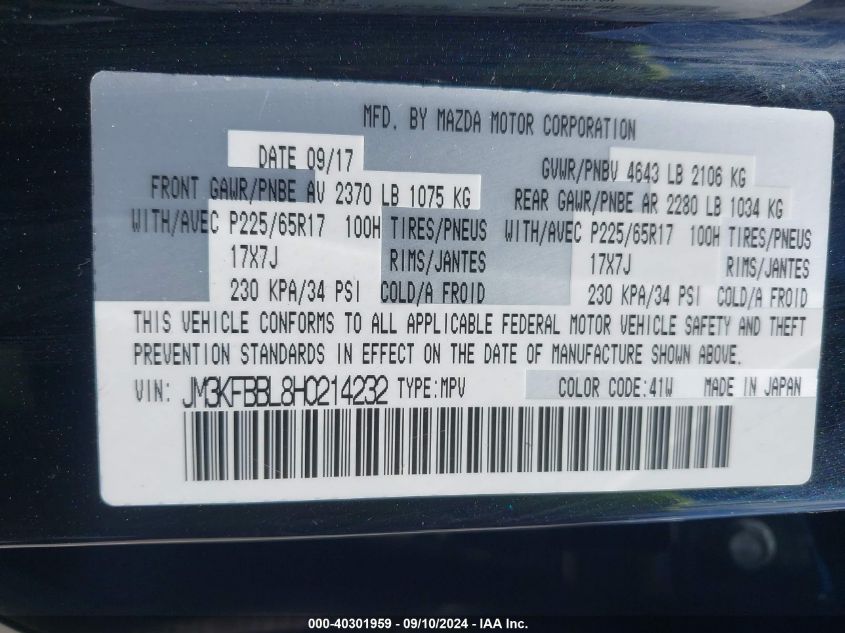 MFD. BY MAZDA MOTOR CORPORATION
DATE 09/17 GVWR/PNBV 4643 LB 2106 KG
FRONT GAWR/PNBE AV 2370 LB 1075 KG REAR GAWR/PNBE AR 2280 LB 1034 KG
WITH/AVEC P225/65R17 100H TIRES/PNEUS WITH/AVEC P225/65R17 100H TIRES/PNEUS
17X7J RIMS/JANTES 17X7J RIMS/JANTES
230 KPA/34 PSI COLD/A FROID 230 KPA/34 PSI COLD/A FROID
THIS VEHICLE CONFORMS TO ALL APPLICABLE FEDERAL MOTOR VEHICLE SAFETY AND THEFT
PREVENTION STANDARDS IN EFFECT ON THE DATE OF MANUFACTURE SHOWN ABOVE.
VIN: JM3KFBBL8H0214232 TYPE:MPV COLOR CODE:41W MADE IN JAPAN
000-40301959 - 09/10/2024 - IAA Inc.